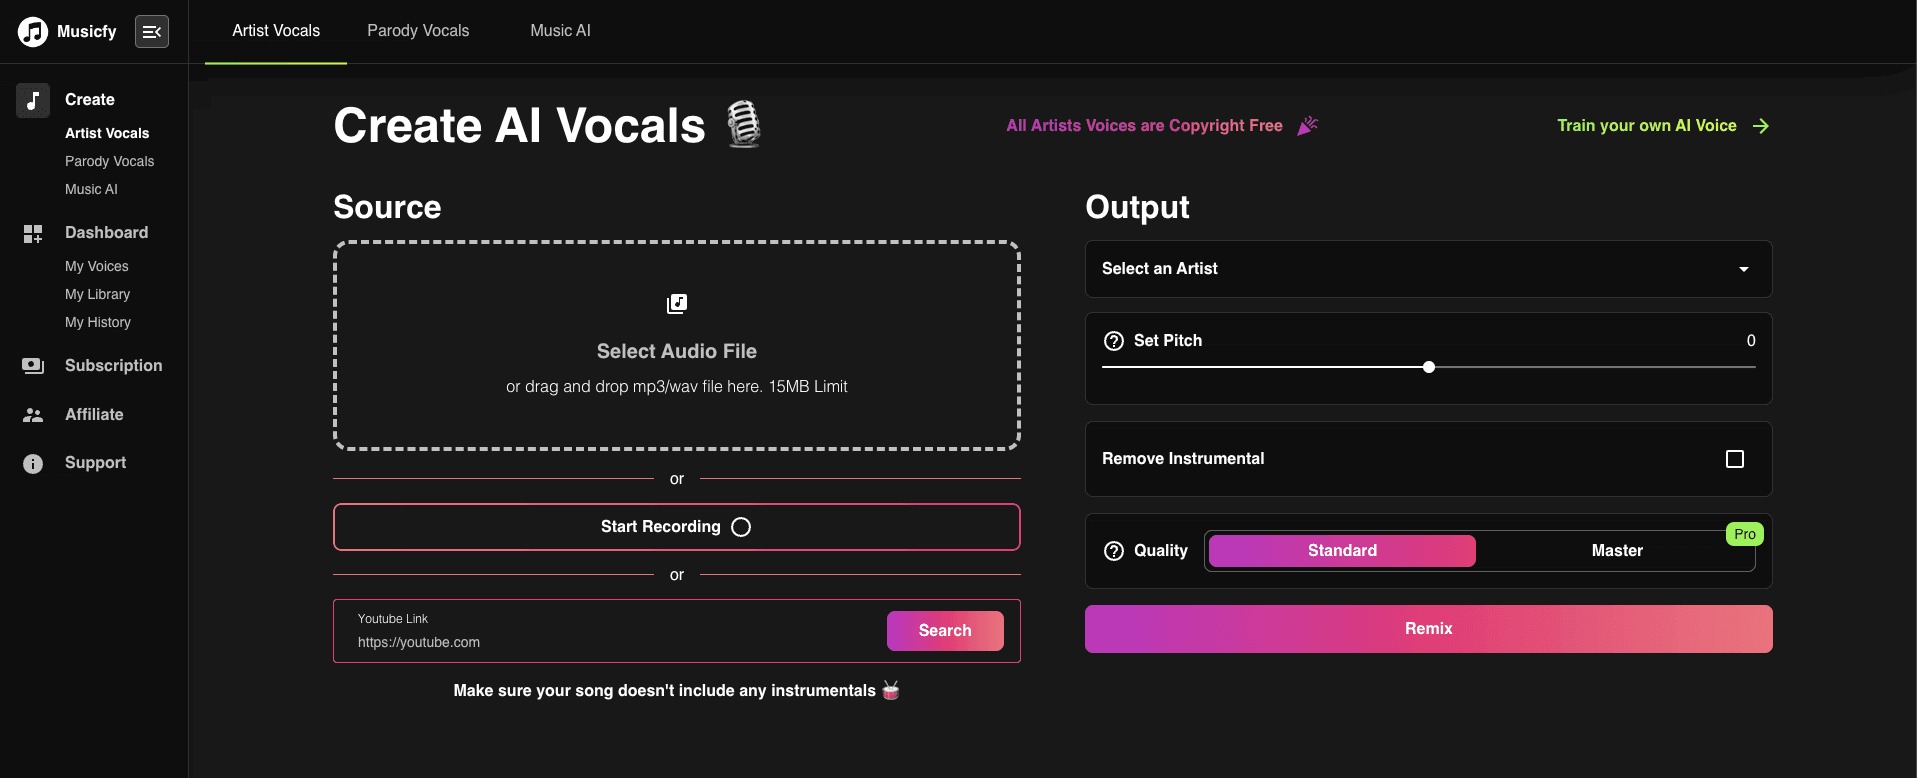 Musicfy
Artist Vocals
Parody Vocals
Music AI
Create
Artist Vocals
Parody Vocals
Music AI
Dashboard
My Voices
My Library
My History
Subscription
Affiliate
Support
Create AI Vocals
All Artists Voices are Copyright Free
Train your own AI Voice
Source
Select Audio File
or drag and drop mp3/wav file here. 15MB Limit
or
Start Recording
or
Youtube Link
https://youtube.com
Search
Make sure your song doesn't include any instrumentals
Output
Select an Artist
Set Pitch
0
Remove Instrumental
Quality
Standard
Master
Pro
Remix